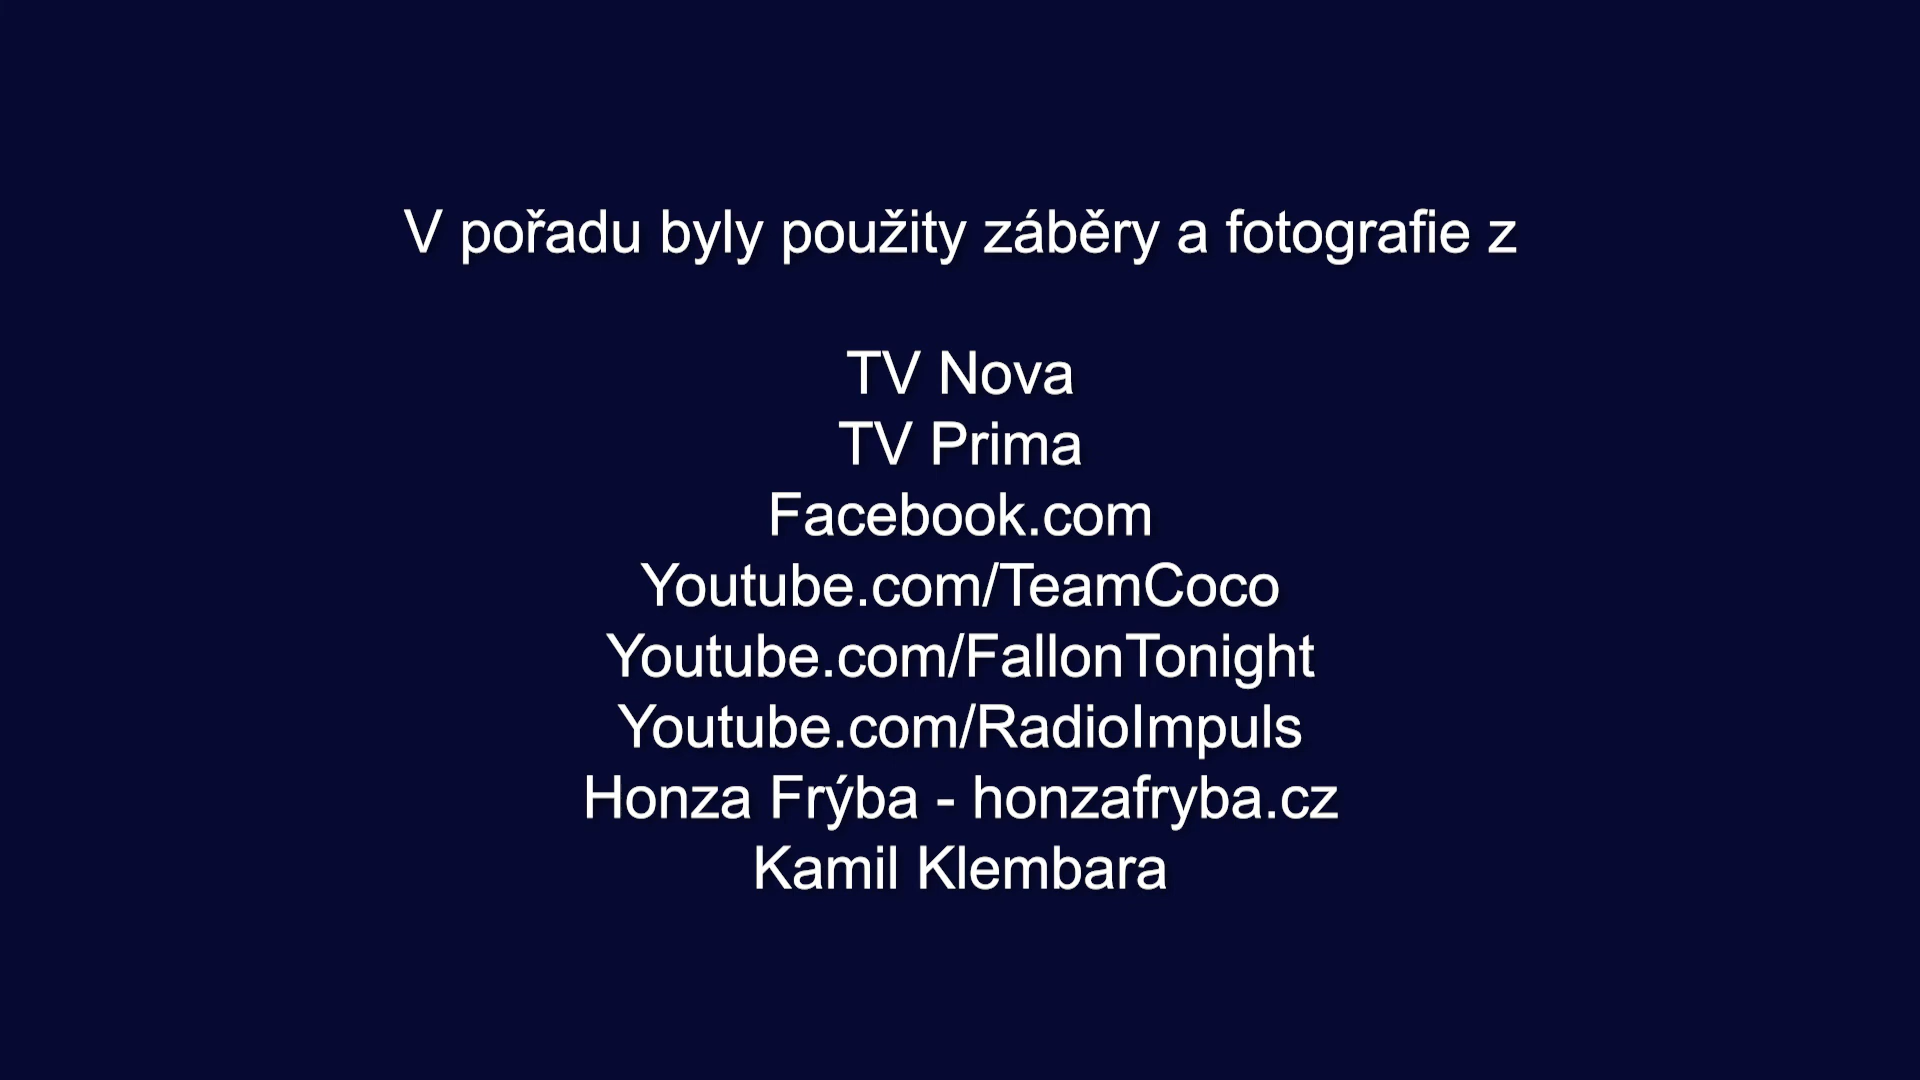 V pořadu byly použity záběry a fotografie z
TV Nova
TV Prima
Facebook.com
Youtube.com/TeamCoco
Youtube.com/FallonTonight
Youtube.com/RadioImpuls
Honza Frýba - honzafryba.cz
Kamil Klembara